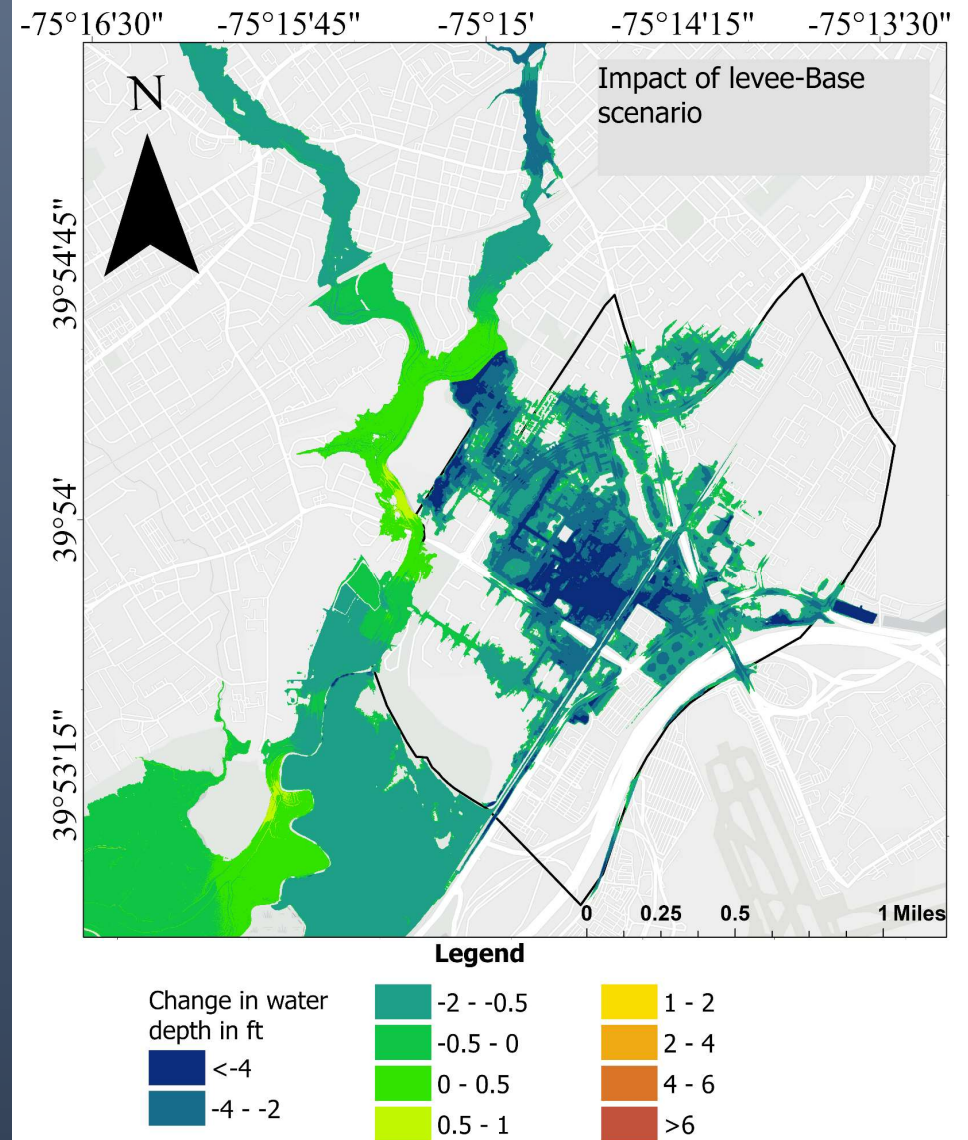 -75°16'30" -75°15'45" -75°15' -75°14'15" -75°13'30"
N
Impact of levee-Base
scenario
39°54'45"
39°54'
39°53'15"
0 0.25 0.5 1 Miles
Legend
Change in water
depth in ft
<-4
-4 - -2
-2 - -0.5
-0.5 - 0
0 - 0.5
0.5 - 1
1 - 2
2 - 4
4 - 6
>6